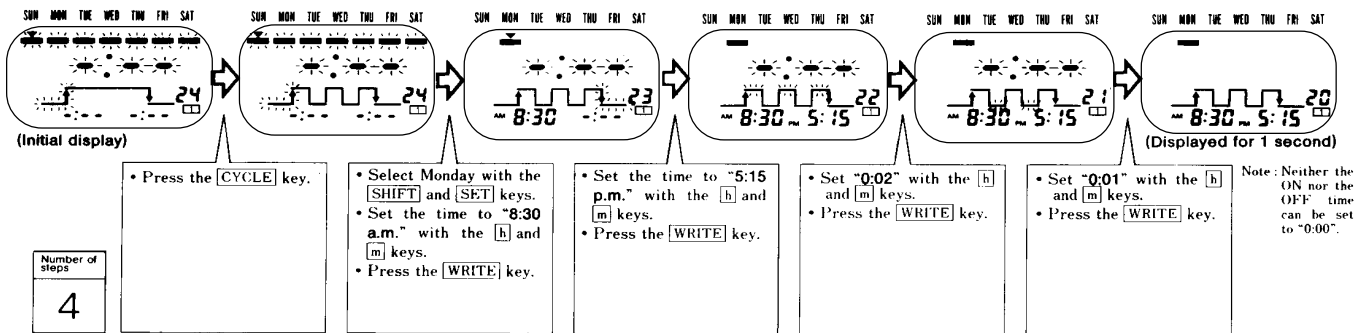 SUN MON TUE WED THU FRI SAT
SUN MON TUE WED THU FRI SAT
SUN MON TUE WED THU FRI SAT
SUN MON TUE WED THU FRI SAT
SUN MON TUE WED THU FRI SAT
SUN MON TUE WED THU FRI SAT
24
24
AM 8:30 23
AM 8:30 PM 5:15 22
AM 8:30 PM 5:15 21
AM 8:30 PM 5:15 20
(Initial display)
(Displayed for 1 second)
• Press the CYCLE key.
• Select Monday with the
SHIFT and SET keys.
• Set the time to "8:30
a.m." with the h and
m keys.
• Press the WRITE key.
• Set the time to "5:15
p.m." with the h and
m keys.
• Press the WRITE key.
• Set "0:02" with the h
and m keys.
• Press the WRITE key.
• Set "0:01" with the h
and m keys.
• Press the WRITE key.
Note : Neither the
ON nor the
OFF time
can be set
to "0:00".
Number of
steps
4